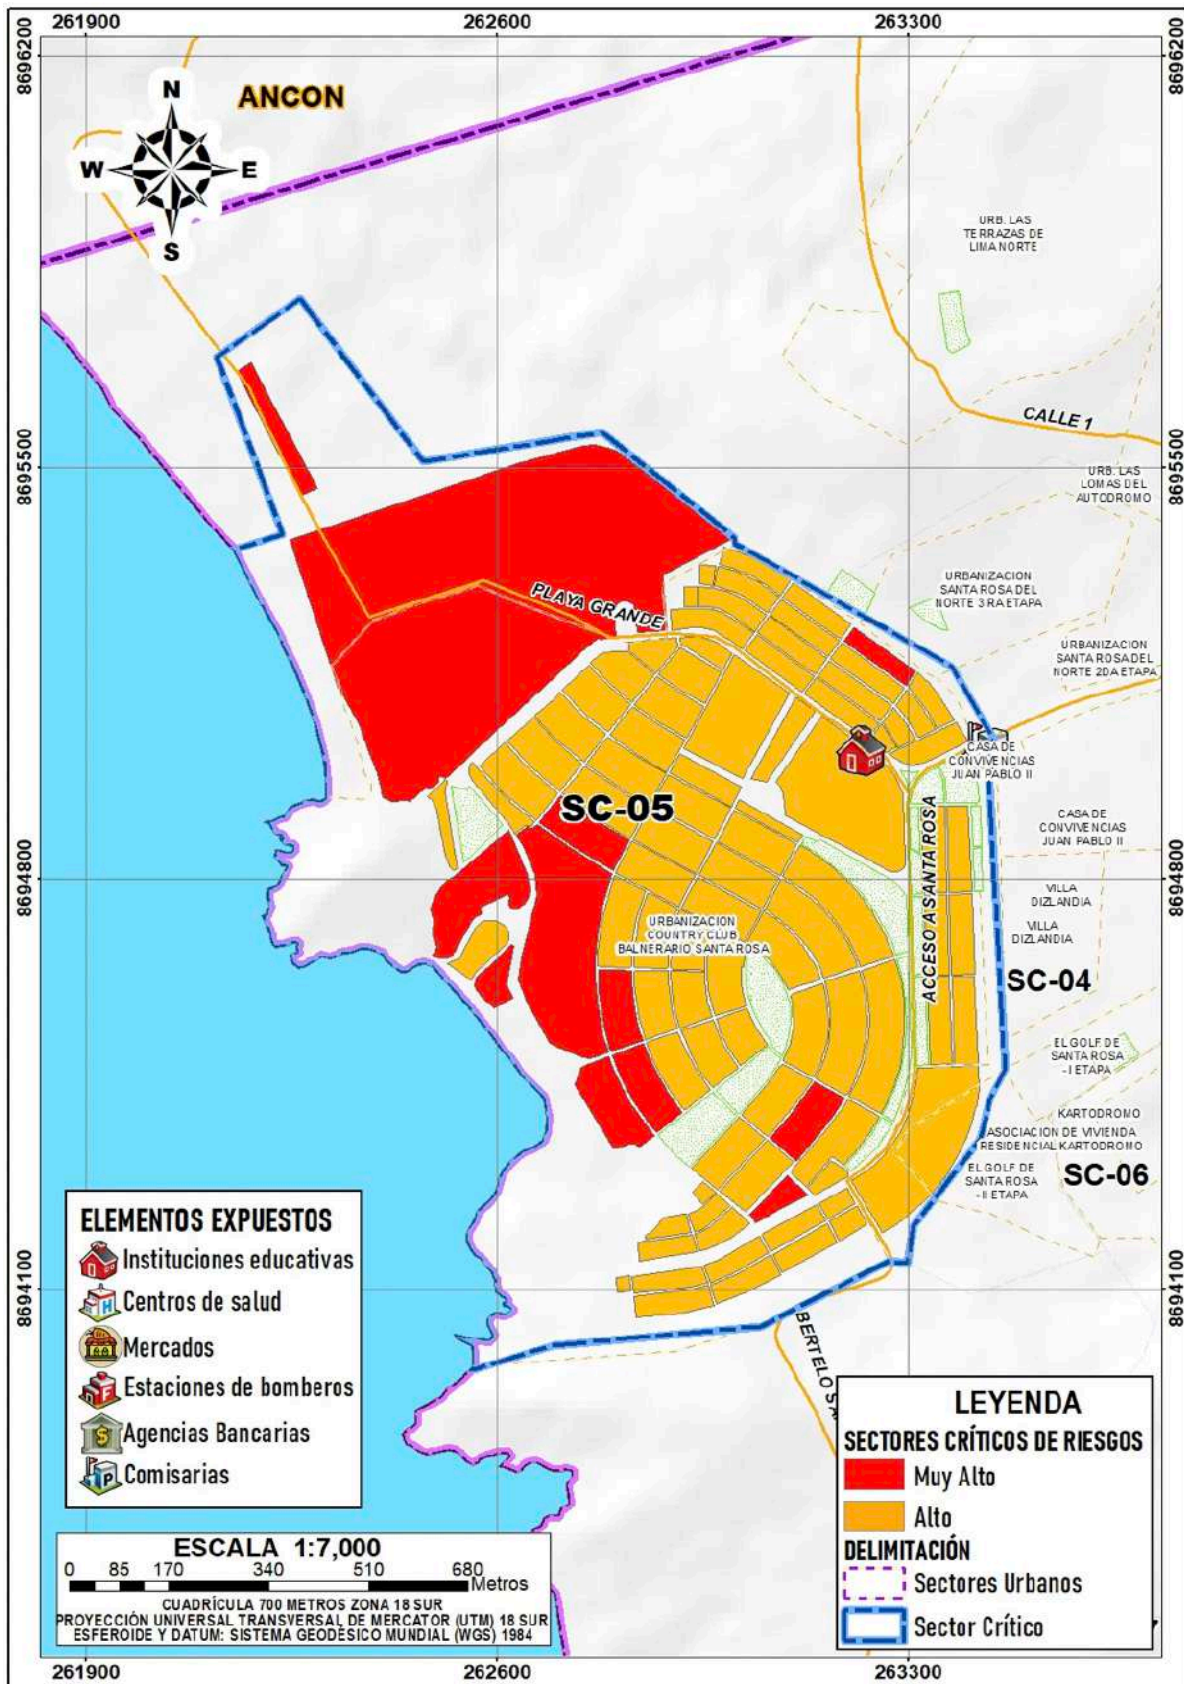 261900
262600
263300
8696200
8696200
ANCON
N
W
E
S
URB. LAS
TERRAZAS DE
LIMA NORTE
CALLE 1
8695500
8695500
URB. LAS
LOMAS DEL
AUTODROMO
URBANIZACION
SANTA ROSA DEL
NORTE 3 RA ETAPA
PLAYA GRANDE
URBANIZACION
SANTA ROSA DEL
NORTE 2DA ETAPA
CASA DE
CONVIVENCIAS
JUAN PABLO II
SC-05
ACCESO A SANTA ROSA
CASA DE
CONVIVENCIAS
JUAN PABLO II
8694800
8694800
VILLA
DIZLANDIA
URBANIZACION
COUNTRY CLUB
BALNERARIO SANTA ROSA
VILLA
DIZLANDIA
SC-04
EL GOLF DE
SANTA ROSA
- I ETAPA
KARTODROMO
ASOCIACION DE VIVIENDA
RESIDENCIAL KARTODROMO
EL GOLF DE
SANTA ROSA
- II ETAPA
SC-06
8694100
8694100
BERTELO
ELEMENTOS EXPUESTOS
Instituciones educativas
H
Centros de salud
Mercados
F
Estaciones de bomberos
$
Agencias Bancarias
P
Comisarias
LEYENDA
SECTORES CRÍTICOS DE RIESGOS
Muy Alto
Alto
DELIMITACIÓN
Sectores Urbanos
Sector Crítico
ESCALA 1:7,000
0 85 170 340 510 680
Metros
CUADRÍCULA 700 METROS ZONA 18 SUR
PROYECCIÓN UNIVERSAL TRANSVERSAL DE MERCATOR (UTM) 18 SUR
ESFEROIDE Y DATUM: SISTEMA GEODÉSICO MUNDIAL (WGS) 1984
261900
262600
263300